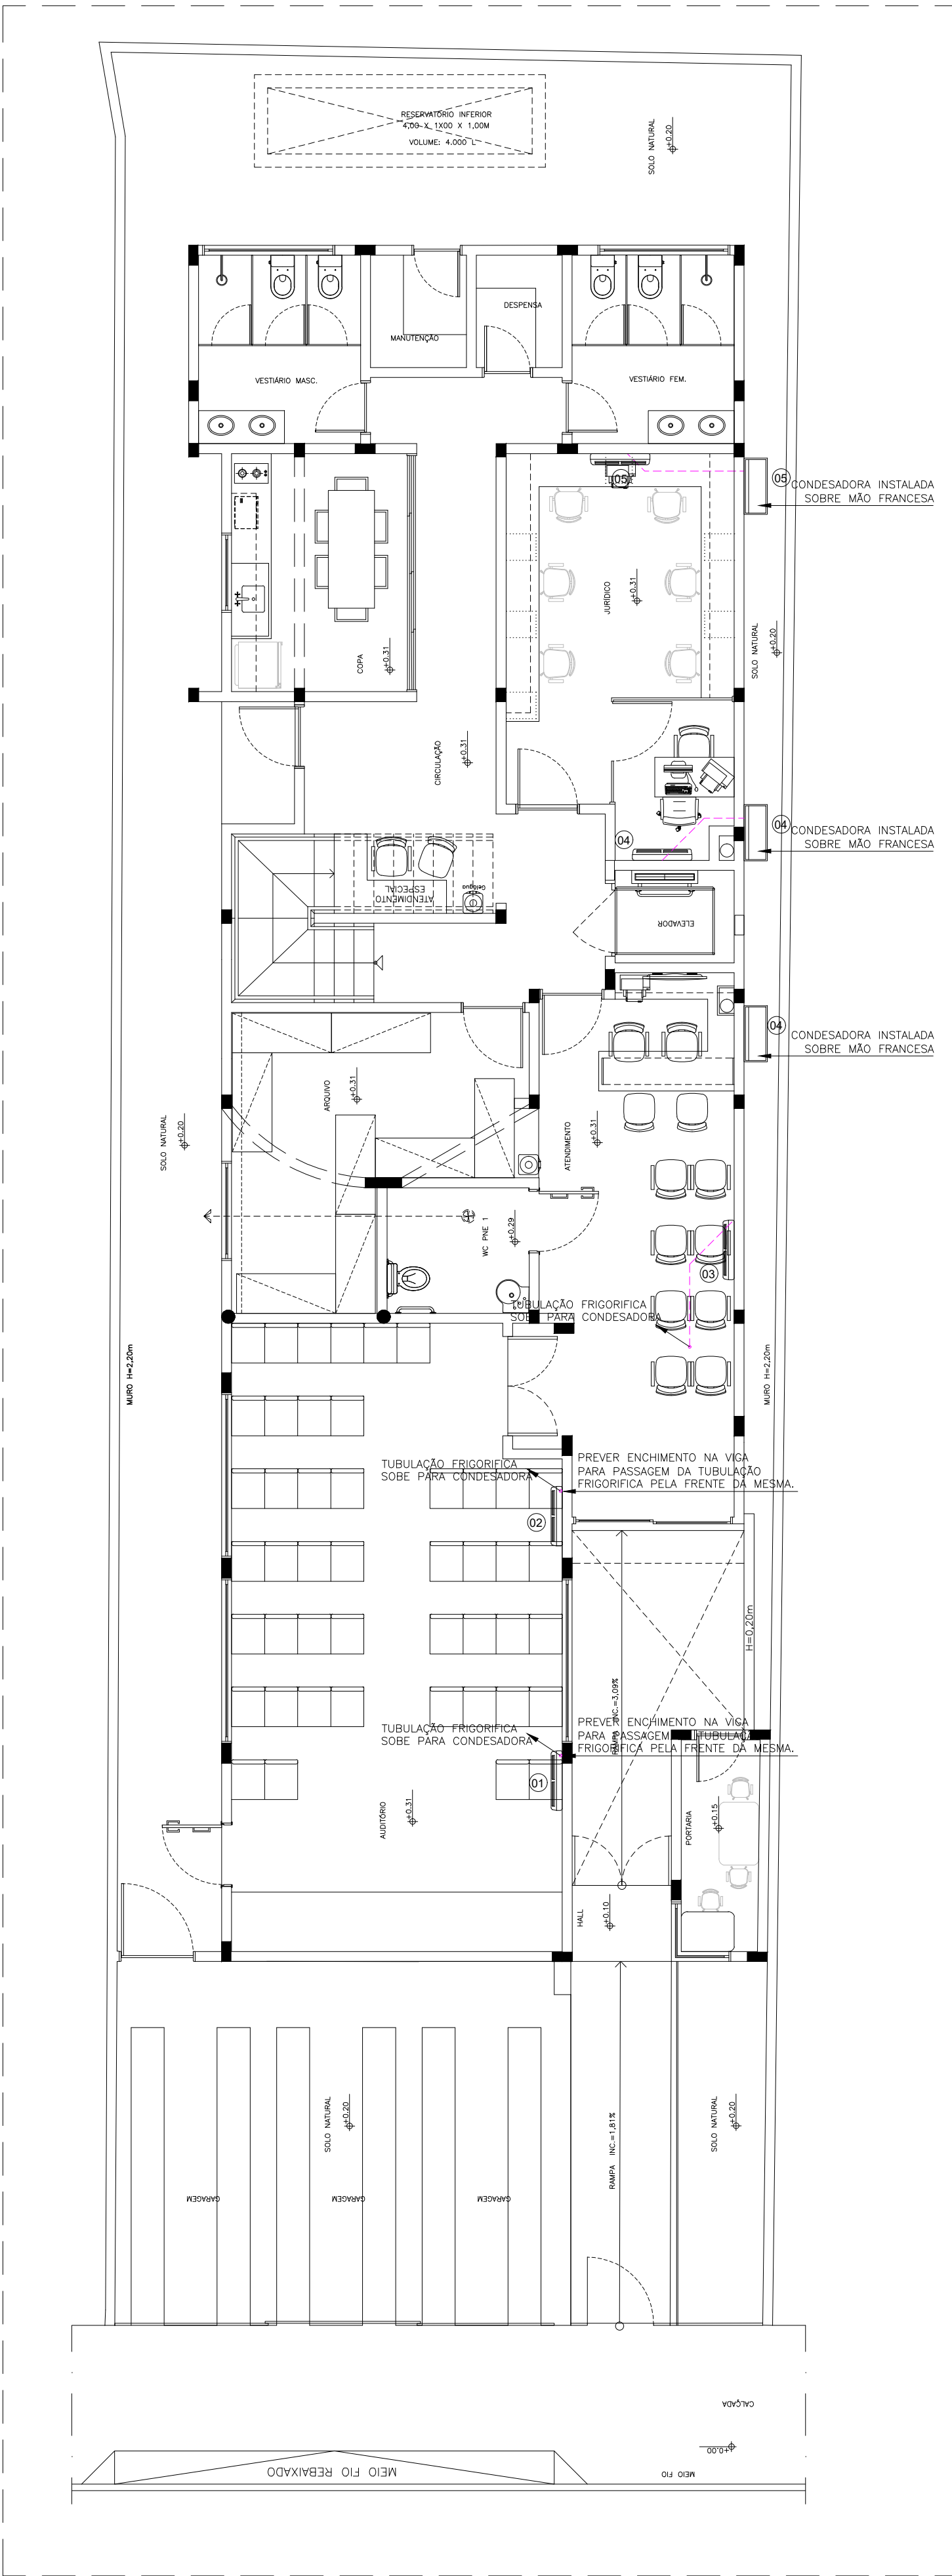 RESERVATÓRIO INFERIOR
4,00 X 1X00 X 1,00M
VOLUME: 4.000 L
SOLO NATURAL
+0.20
MANUTENÇÃO
DESPENSA
VESTIÁRIO MASC.
VESTIÁRIO FEM.
05
05
CONDESADORA INSTALADA
SOBRE MÃO FRANCESA
JURÍDICO
+0.31
COPA
+0.31
SOLO NATURAL
+0.20
CIRCULAÇÃO
+0.31
04
04
CONDESADORA INSTALADA
SOBRE MÃO FRANCESA
ATENDIMENTO
ESPECIAL
Gelágua
ELEVADOR
04
CONDESADORA INSTALADA
SOBRE MÃO FRANCESA
ARQUIVO
+0.31
SOLO NATURAL
+0.20
ATENDIMENTO
+0.31
WC PNE 1
+0.29
03
TUBULAÇÃO FRIGORIFICA
SOBE PARA CONDESADORA
MURO H=2,20m
MURO H=2,20m
TUBULAÇÃO FRIGORIFICA
SOBE PARA CONDESADORA
PREVER ENCHIMENTO NA VIGA
PARA PASSAGEM DA TUBULAÇÃO
FRIGORIFICA PELA FRENTE DA MESMA.
02
H=0,20m
RAMPA INC.=3,09%
TUBULAÇÃO FRIGORIFICA
SOBE PARA CONDESADORA
PREVER ENCHIMENTO NA VIGA
PARA PASSAGEM DA TUBULAÇÃO
FRIGORIFICA PELA FRENTE DA MESMA.
01
AUDITÓRIO
+0.31
PORTARIA
+0.15
HALL
+0.10
SOLO NATURAL
+0.20
RAMPA INC.=1,81%
SOLO NATURAL
+0.20
GARAGEM
GARAGEM
GARAGEM
CALÇADA
+0.00
MEIO FIO REBAIXADO
MEIO FIO